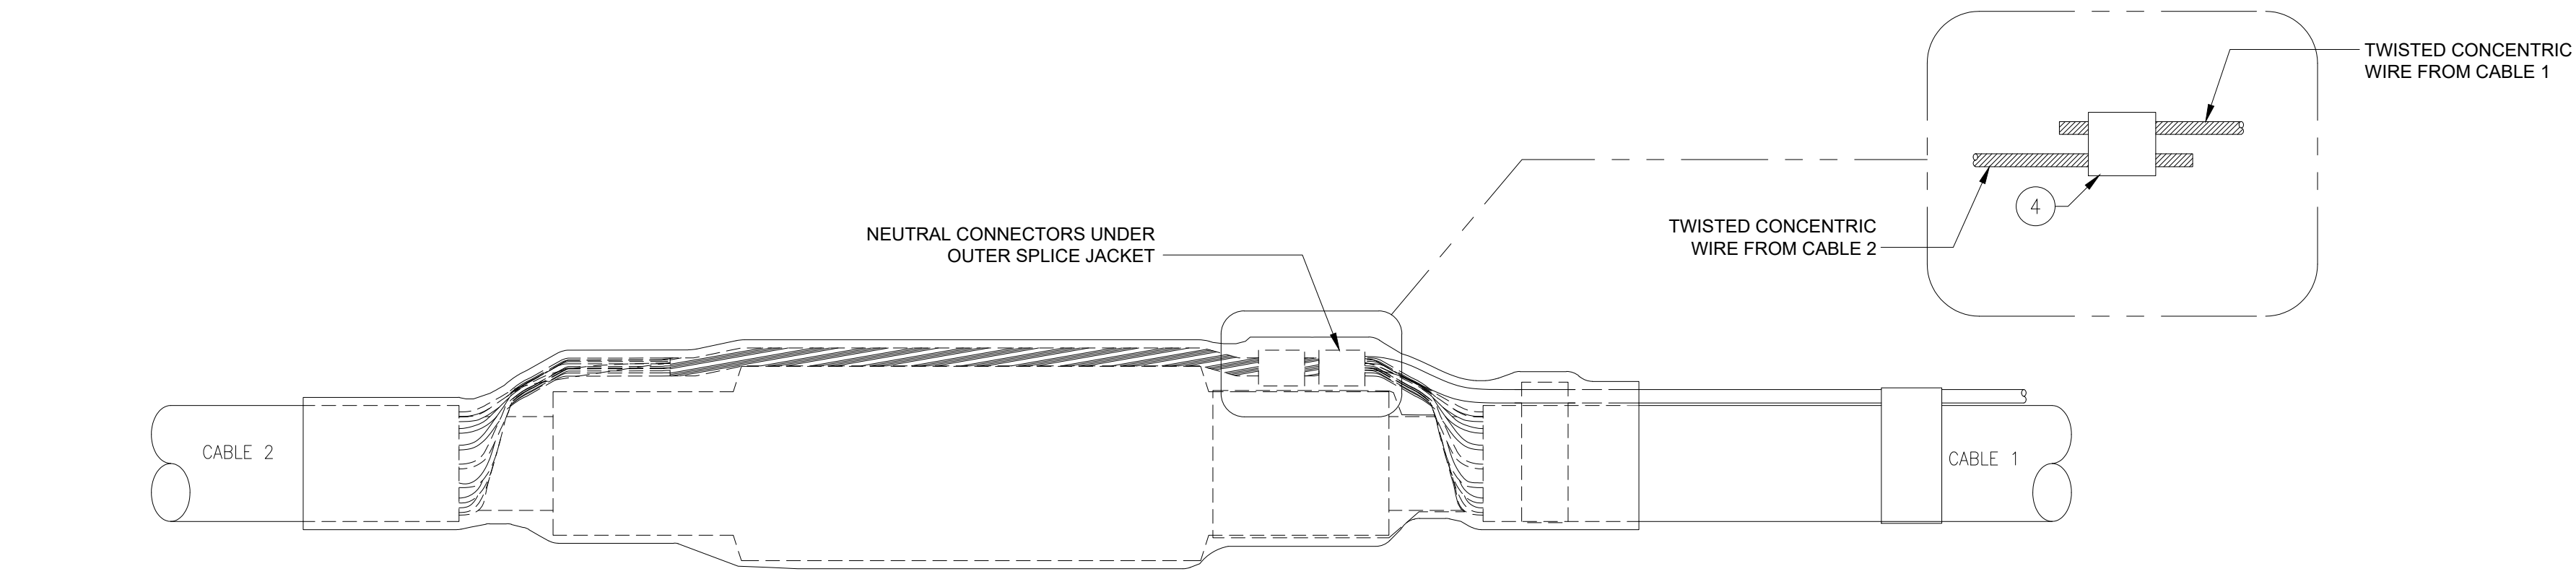 TWISTED CONCENTRIC
WIRE FROM CABLE 1
4
TWISTED CONCENTRIC
WIRE FROM CABLE 2
NEUTRAL CONNECTORS UNDER
OUTER SPLICE JACKET
CABLE 2
CABLE 1